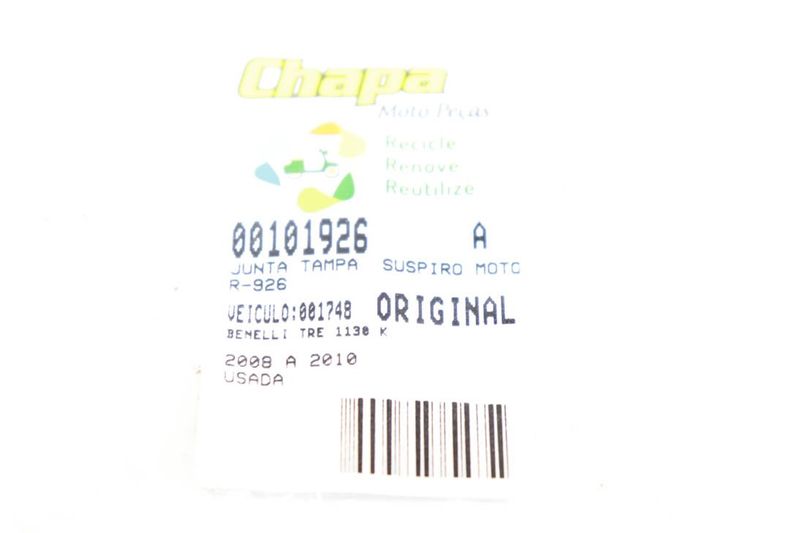 Chapa
Moto Peças
Recicle
Renove
Reutilize
00101926 A
JUNTA TAMPA SUSPIRO MOTO
R-926
VEICULO:001748 ORIGINAL
BENELLI TRE 1130 K
2008 A 2010
USADA